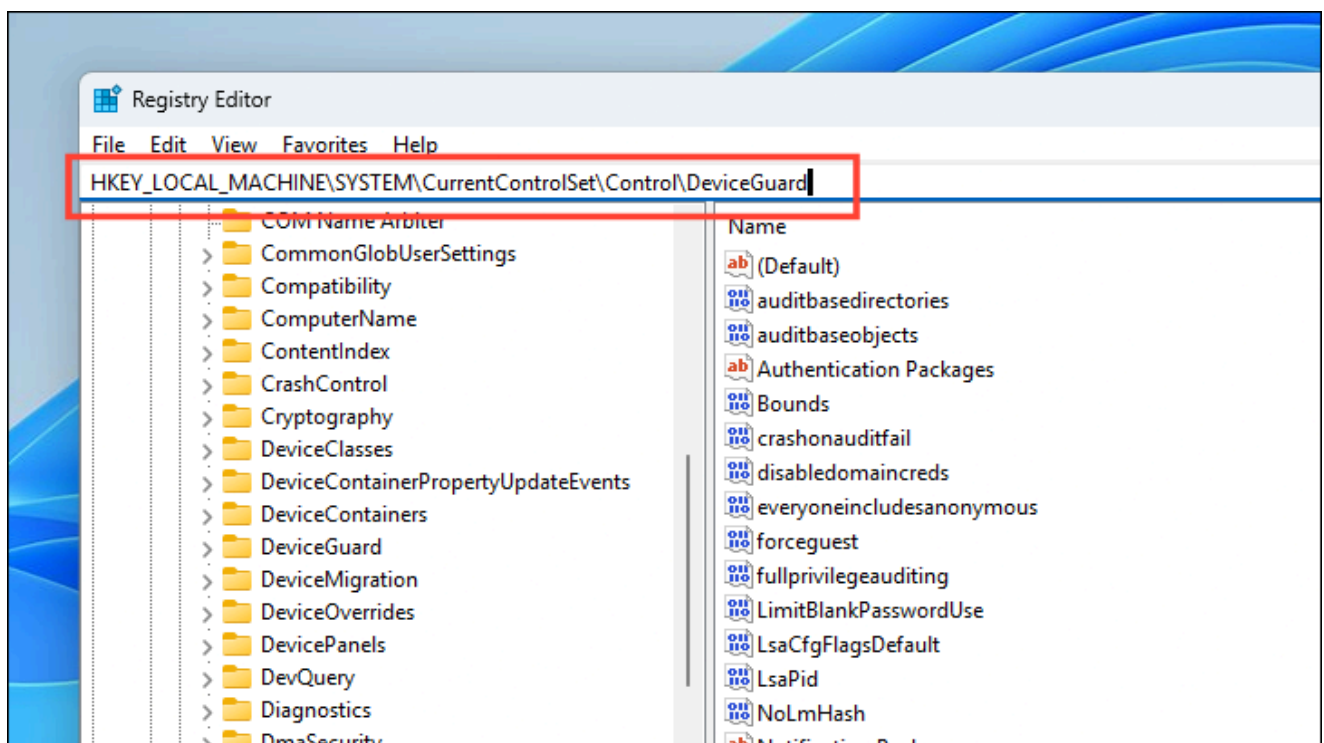 Registry Editor
File Edit View Favorites Help
HKEY_LOCAL_MACHINE\SYSTEM\CurrentControlSet\Control\DeviceGuard
COM Name Arbiter
CommonGlobUserSettings
Compatibility
ComputerName
ContentIndex
CrashControl
Cryptography
DeviceClasses
DeviceContainerPropertyUpdateEvents
DeviceContainers
DeviceGuard
DeviceMigration
DeviceOverrides
DevicePanels
DevQuery
Diagnostics
DmaSecurity
Name
(Default)
auditbasedirectories
auditbaseobjects
Authentication Packages
Bounds
crashonauditfail
disabledomaincreds
everyoneincludesanonymous
forceguest
fullprivilegeauditing
LimitBlankPasswordUse
LsaCfgFlagsDefault
LsaPid
NoLmHash